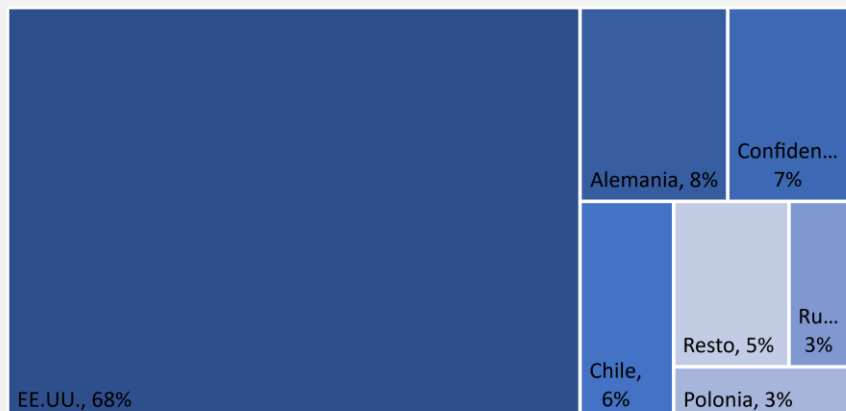 EE.UU., 68%
Alemania, 8%
Confiden...
7%
Chile,
6%
Resto, 5%
Ru...
3%
Polonia, 3%